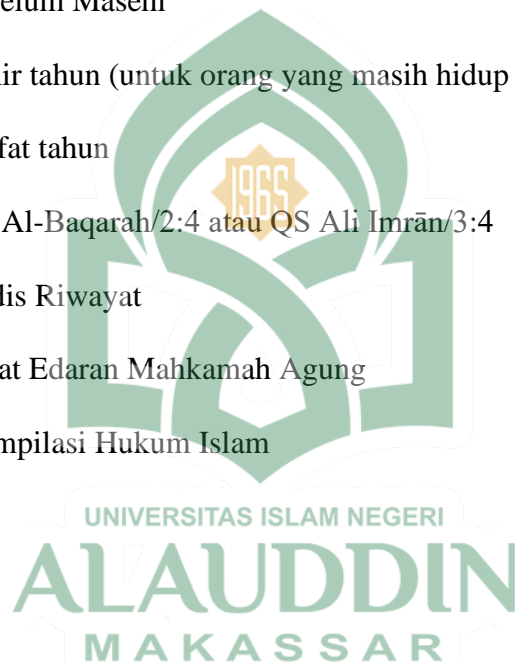 elum Masehi
ir tahun (untuk orang yang masih hidup
fat tahun
1965
Al-Baqarah/2:4 atau QS Ali Imrān/3:4
dis Riwayat
at Edaran Mahkamah Agung
mpilasi Hukum Islam
UNIVERSITAS ISLAM NEGERI
ALAUDDIN
MAKASSAR